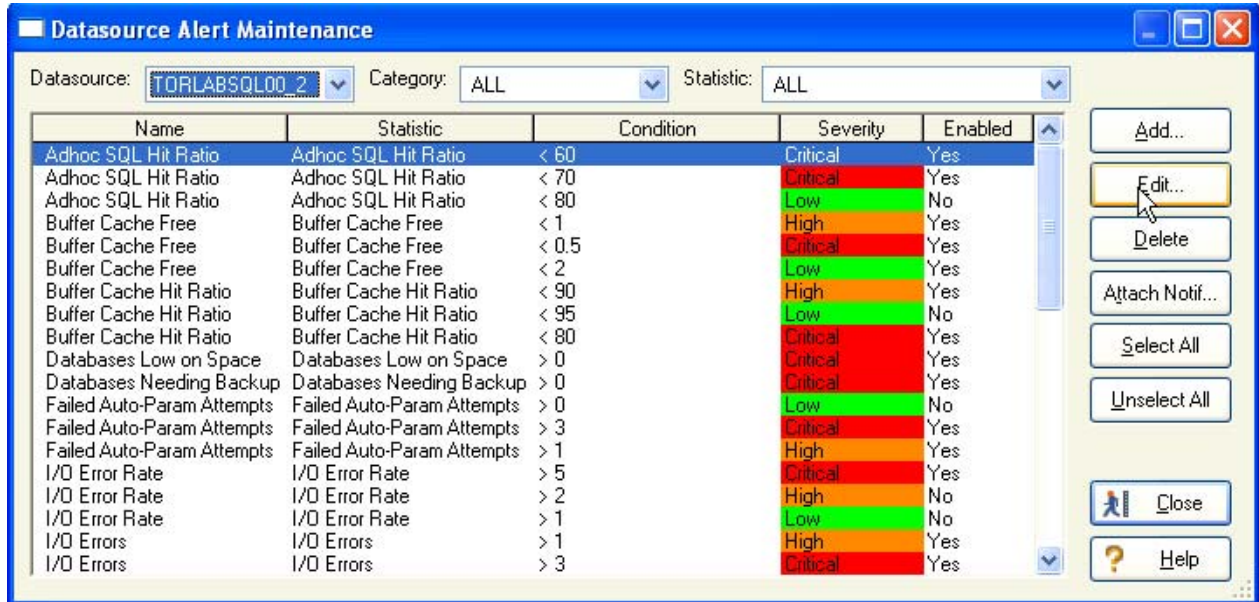 Datasource Alert Maintenance
Datasource: TORLABSQL00_2 Category: ALL Statistic: ALL
Name Statistic Condition Severity Enabled
Adhoc SQL Hit Ratio Adhoc SQL Hit Ratio < 60 Critical Yes
Adhoc SQL Hit Ratio Adhoc SQL Hit Ratio < 70 Critical Yes
Adhoc SQL Hit Ratio Adhoc SQL Hit Ratio < 80 Low No
Buffer Cache Free Buffer Cache Free < 1 High Yes
Buffer Cache Free Buffer Cache Free < 0.5 Critical Yes
Buffer Cache Free Buffer Cache Free < 2 Low Yes
Buffer Cache Hit Ratio Buffer Cache Hit Ratio < 90 High Yes
Buffer Cache Hit Ratio Buffer Cache Hit Ratio < 95 Low No
Buffer Cache Hit Ratio Buffer Cache Hit Ratio < 80 Critical Yes
Databases Low on Space Databases Low on Space > 0 Critical Yes
Databases Needing Backup Databases Needing Backup > 0 Critical Yes
Failed Auto-Param Attempts Failed Auto-Param Attempts > 0 Low No
Failed Auto-Param Attempts Failed Auto-Param Attempts > 3 Critical Yes
Failed Auto-Param Attempts Failed Auto-Param Attempts > 1 High Yes
I/O Error Rate I/O Error Rate > 5 Critical Yes
I/O Error Rate I/O Error Rate > 2 High No
I/O Error Rate I/O Error Rate > 1 Low No
I/O Errors I/O Errors > 1 High Yes
I/O Errors I/O Errors > 3 Critical Yes
Add...
Edit...
Delete
Attach Notif...
Select All
Unselect All
Close
? Help